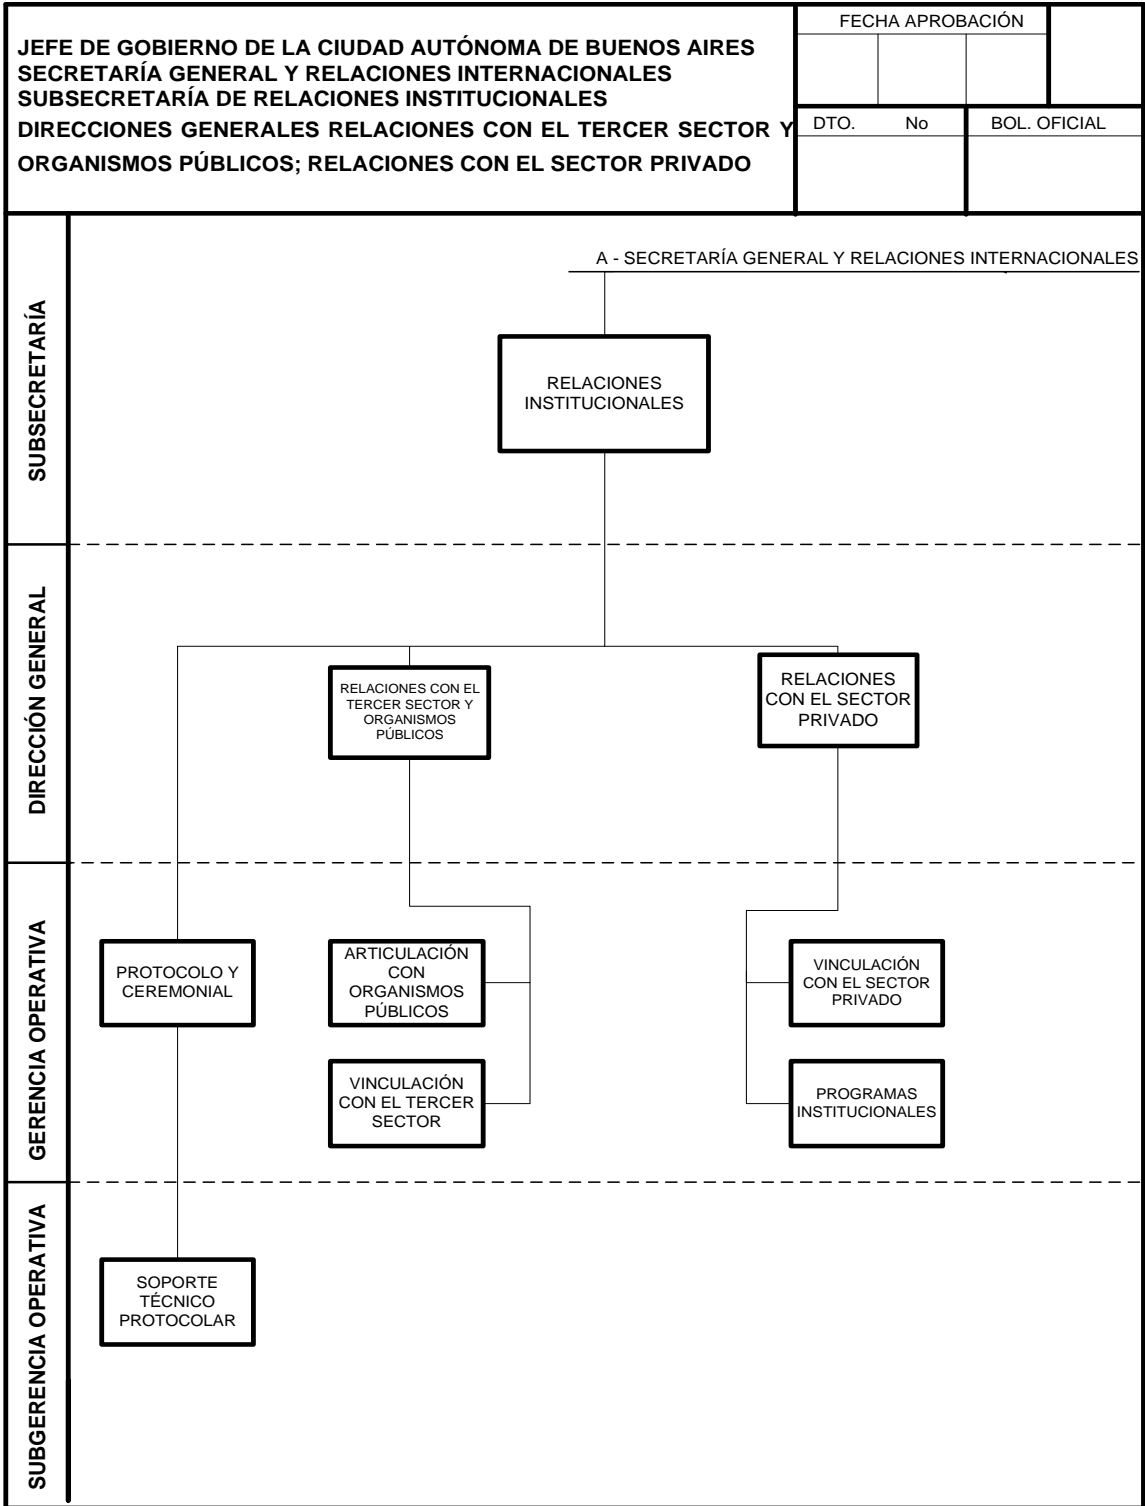 JEFE DE GOBIERNO DE LA CIUDAD AUTÓNOMA DE BUENOS AIRES
SECRETARÍA GENERAL Y RELACIONES INTERNACIONALES
SUBSECRETARÍA DE RELACIONES INSTITUCIONALES
DIRECCIONES GENERALES RELACIONES CON EL TERCER SECTOR Y
ORGANISMOS PÚBLICOS; RELACIONES CON EL SECTOR PRIVADO
FECHA APROBACIÓN
DTO. No
BOL. OFICIAL
SUBSECRETARÍA
A - SECRETARÍA GENERAL Y RELACIONES INTERNACIONALES
RELACIONES
INSTITUCIONALES
DIRECCIÓN GENERAL
RELACIONES CON EL
TERCER SECTOR Y
ORGANISMOS
PÚBLICOS
RELACIONES
CON EL SECTOR
PRIVADO
GERENCIA OPERATIVA
PROTOCOLO Y
CEREMONIAL
ARTICULACIÓN
CON
ORGANISMOS
PÚBLICOS
VINCULACIÓN
CON EL SECTOR
PRIVADO
VINCULACIÓN
CON EL TERCER
SECTOR
PROGRAMAS
INSTITUCIONALES
SUBGERENCIA OPERATIVA
SOPORTE
TÉCNICO
PROTOCOLAR